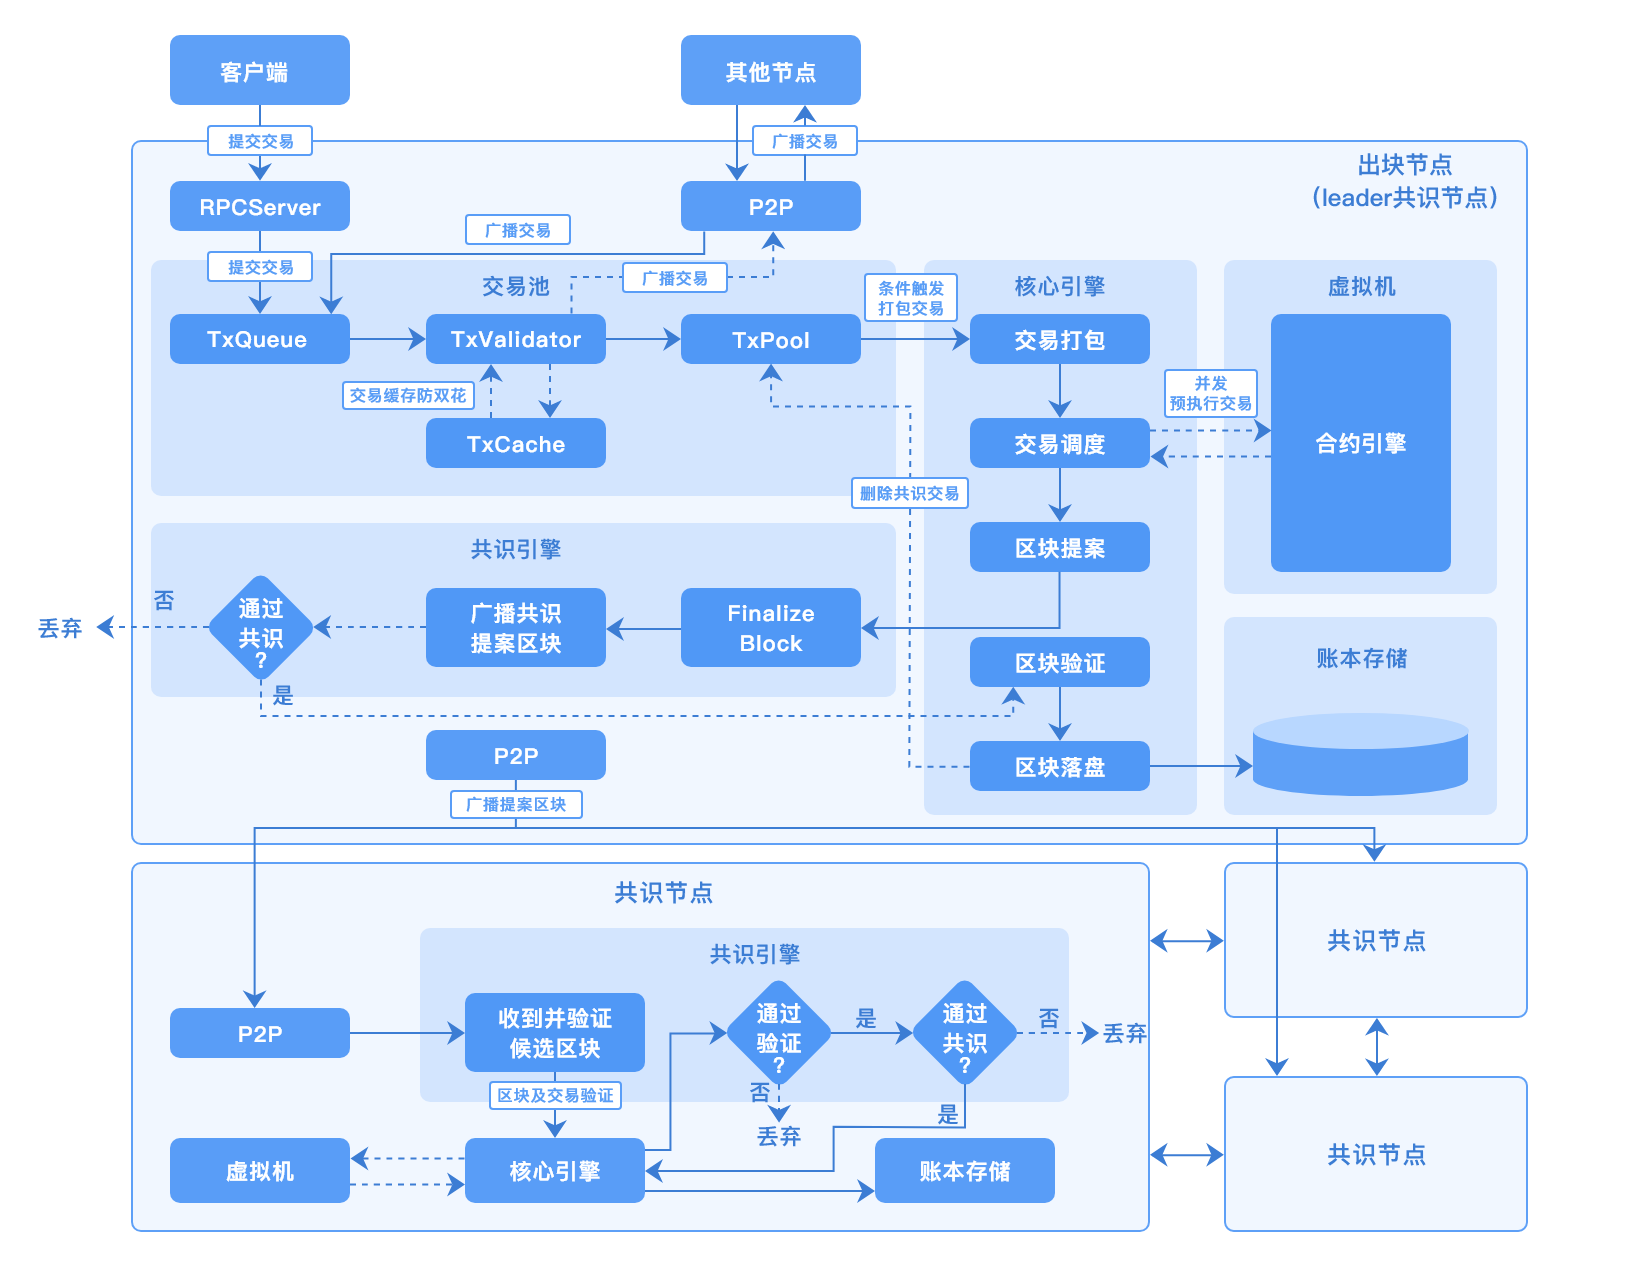 客户端
其他节点
提交交易
广播交易
出块节点
（leader共识节点）
RPCServer
P2P
广播交易
提交交易
广播交易
交易池
条件触发
打包交易
核心引擎
虚拟机
TxQueue
TxValidator
TxPool
交易打包
交易缓存防双花
并发
预执行交易
TxCache
交易调度
合约引擎
删除共识交易
共识引擎
区块提案
否
丢弃
通过
共识
?
广播共识
提案区块
Finalize
Block
是
区块验证
账本存储
P2P
区块落盘
广播提案区块
共识节点
共识引擎
共识节点
P2P
收到并验证
候选区块
通过
验证
?
是
通过
共识
?
否
丢弃
区块及交易验证
否
丢弃
是
虚拟机
核心引擎
账本存储
共识节点